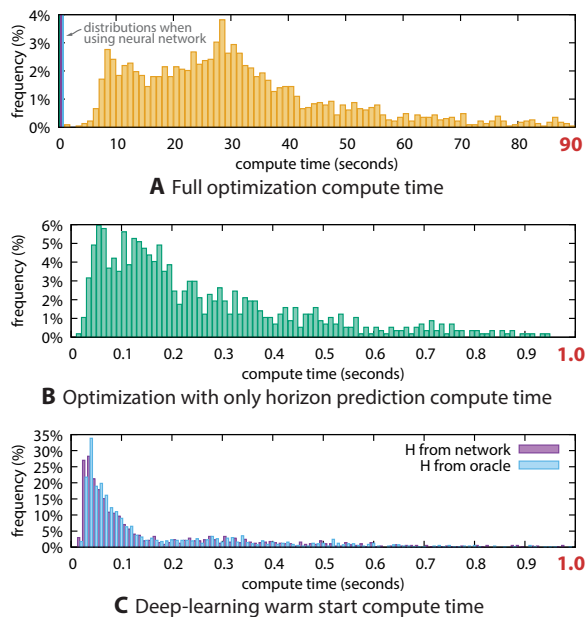 4%
3%
2%
1%
0%
frequency (%)
distributions when
using neural network
0 10 20 30 40 50 60 70 80 90
compute time (seconds)
A Full optimization compute time
6%
5%
4%
3%
2%
1%
0%
frequency (%)
0 0.1 0.2 0.3 0.4 0.5 0.6 0.7 0.8 0.9 1.0
compute time (seconds)
B Optimization with only horizon prediction compute time
35%
30%
25%
20%
15%
10%
5%
0%
frequency (%)
H from network
H from oracle
0 0.1 0.2 0.3 0.4 0.5 0.6 0.7 0.8 0.9 1.0
compute time (seconds)
C Deep-learning warm start compute time